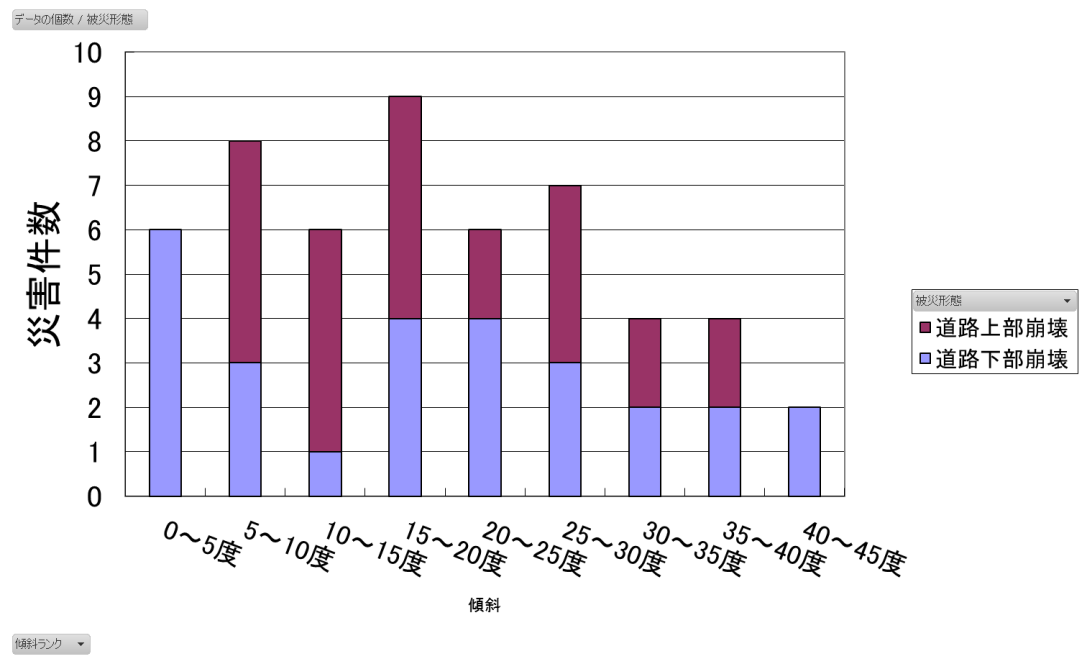 データの個数 / 被災形態
10
9
8
7
6
5
4
3
2
1
0
災害件数
0～5度
5～10度
10～15度
15～20度
20～25度
25～30度
30～35度
35～40度
40～45度
傾斜
被災形態
道路上部崩壊
道路下部崩壊
傾斜ランク